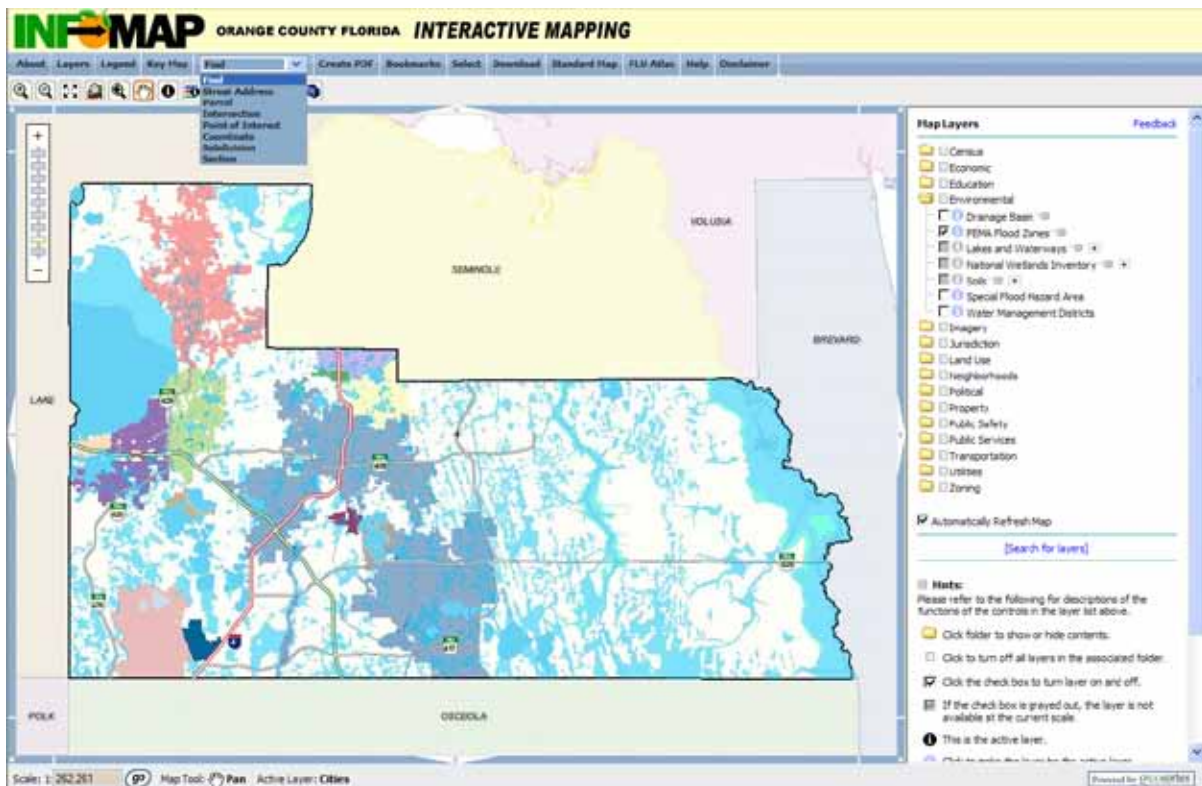 INFOMAP ORANGE COUNTY FLORIDA INTERACTIVE MAPPING
About Layers Legend Key Map Find Create PDF Bookmarks Select Download Standard Map FLU Atlas Help Disclaimer
Find
Street Address
Parcel
Intersection
Point of Interest
Coordinate
Subdivision
Section
Map Layers Feedback
Census
Economic
Education
Environmental
Drainage Basin
FEMA Flood Zones
Lakes and Waterways
National Wetlands Inventory
Soils
Special Flood Hazard Area
Water Management Districts
Imagery
Jurisdiction
Land Use
Neighborhoods
Political
Property
Public Safety
Public Services
Transportation
Utilities
Zoning
Automatically Refresh Map
[Search for layers]
Hints:
Please refer to the following for descriptions of the
functions of the controls in the layer list above.
Click folder to show or hide contents.
Click to turn off all layers in the associated folder.
Click the check box to turn layer on and off.
If the check box is grayed out, the layer is not
available at the current scale.
This is the active layer.
VOLUSIA
SEMINOLE
BREVARD
LAKE
429
408
528
417
4
POLK
OSCEOLA
Scale: 1: 262,261 go Map Tool: Pan Active Layer: Cities
Powered by